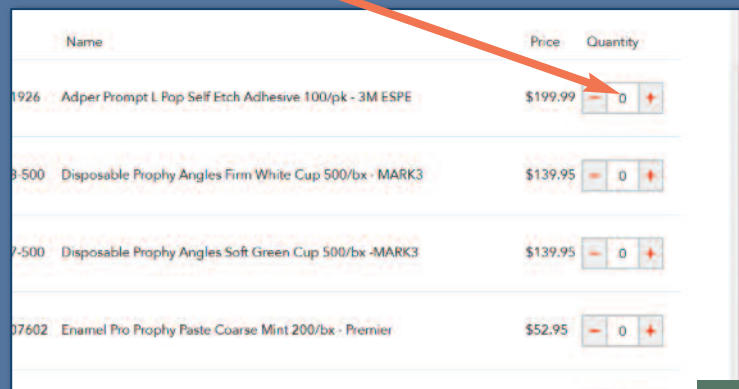 Name Price Quantity
1926 Adper Prompt L Pop Self Etch Adhesive 100/pk - 3M ESPE $199.99 − 0 +
3-500 Disposable Prophy Angles Firm White Cup 500/bx - MARK3 $139.95 − 0 +
7-500 Disposable Prophy Angles Soft Green Cup 500/bx -MARK3 $139.95 − 0 +
07602 Enamel Pro Prophy Paste Coarse Mint 200/bx - Premier $52.95 − 0 +